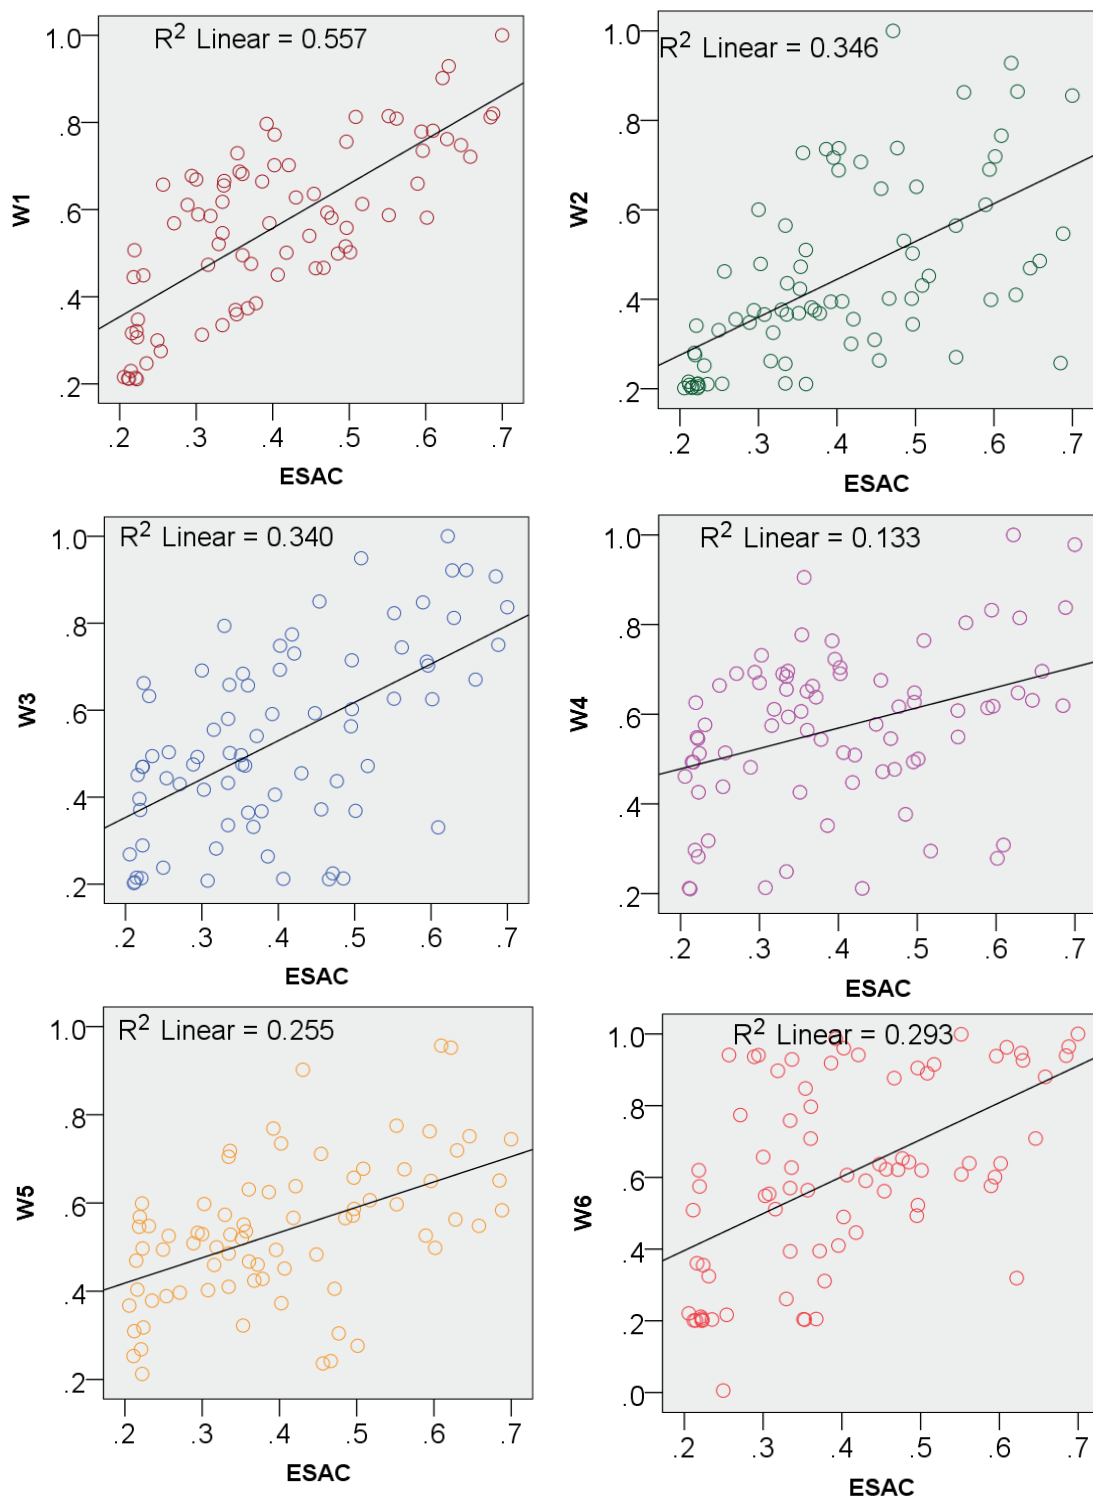 R² Linear = 0.557
1.0
.8
.6
.4
.2
W1
.2 .3 .4 .5 .6 .7
ESAC
R² Linear = 0.346
1.0
.8
.6
.4
.2
W2
.2 .3 .4 .5 .6 .7
ESAC
R² Linear = 0.340
1.0
.8
.6
.4
.2
W3
.2 .3 .4 .5 .6 .7
ESAC
R² Linear = 0.133
1.0
.8
.6
.4
.2
W4
.2 .3 .4 .5 .6 .7
ESAC
R² Linear = 0.255
1.0
.8
.6
.4
.2
W5
.2 .3 .4 .5 .6 .7
ESAC
R² Linear = 0.293
1.0
.8
.6
.4
.2
.0
W6
.2 .3 .4 .5 .6 .7
ESAC